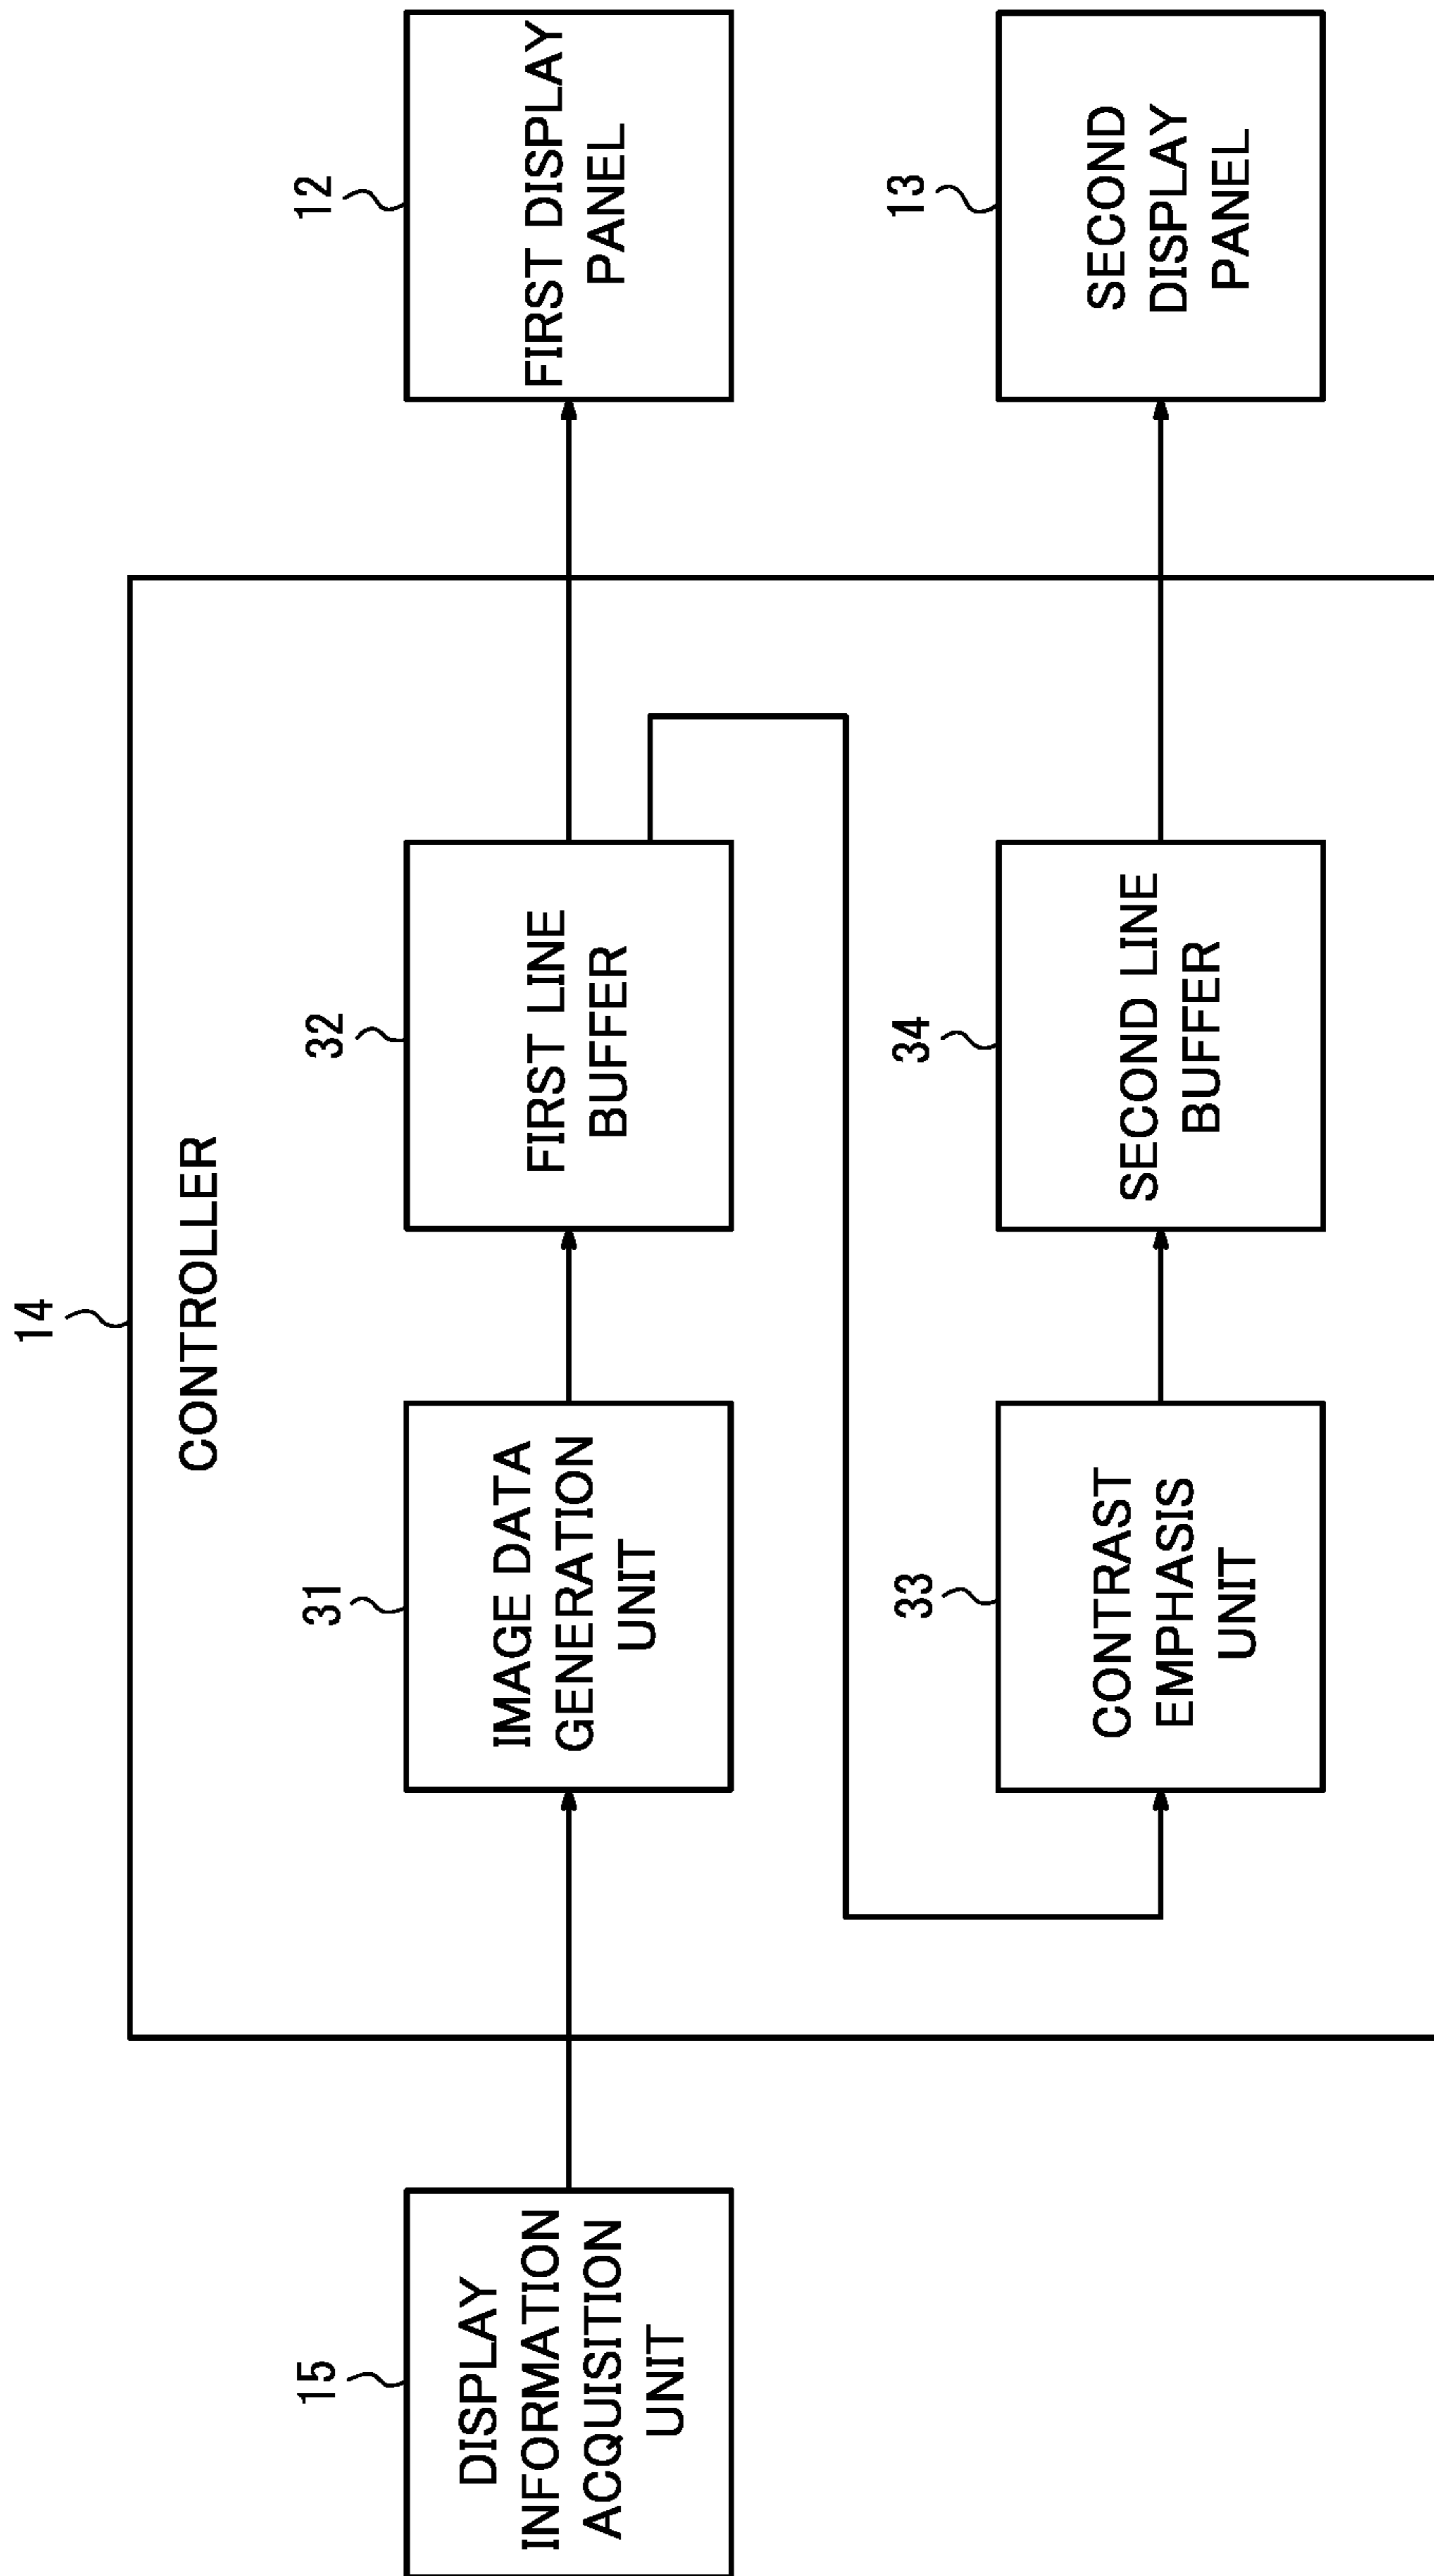 14
CONTROLLER
15
DISPLAY
INFORMATION
ACQUISITION
UNIT
31
IMAGE DATA
GENERATION
UNIT
32
FIRST LINE
BUFFER
12
FIRST DISPLAY
PANEL
33
CONTRAST
EMPHASIS
UNIT
34
SECOND LINE
BUFFER
13
SECOND
DISPLAY
PANEL